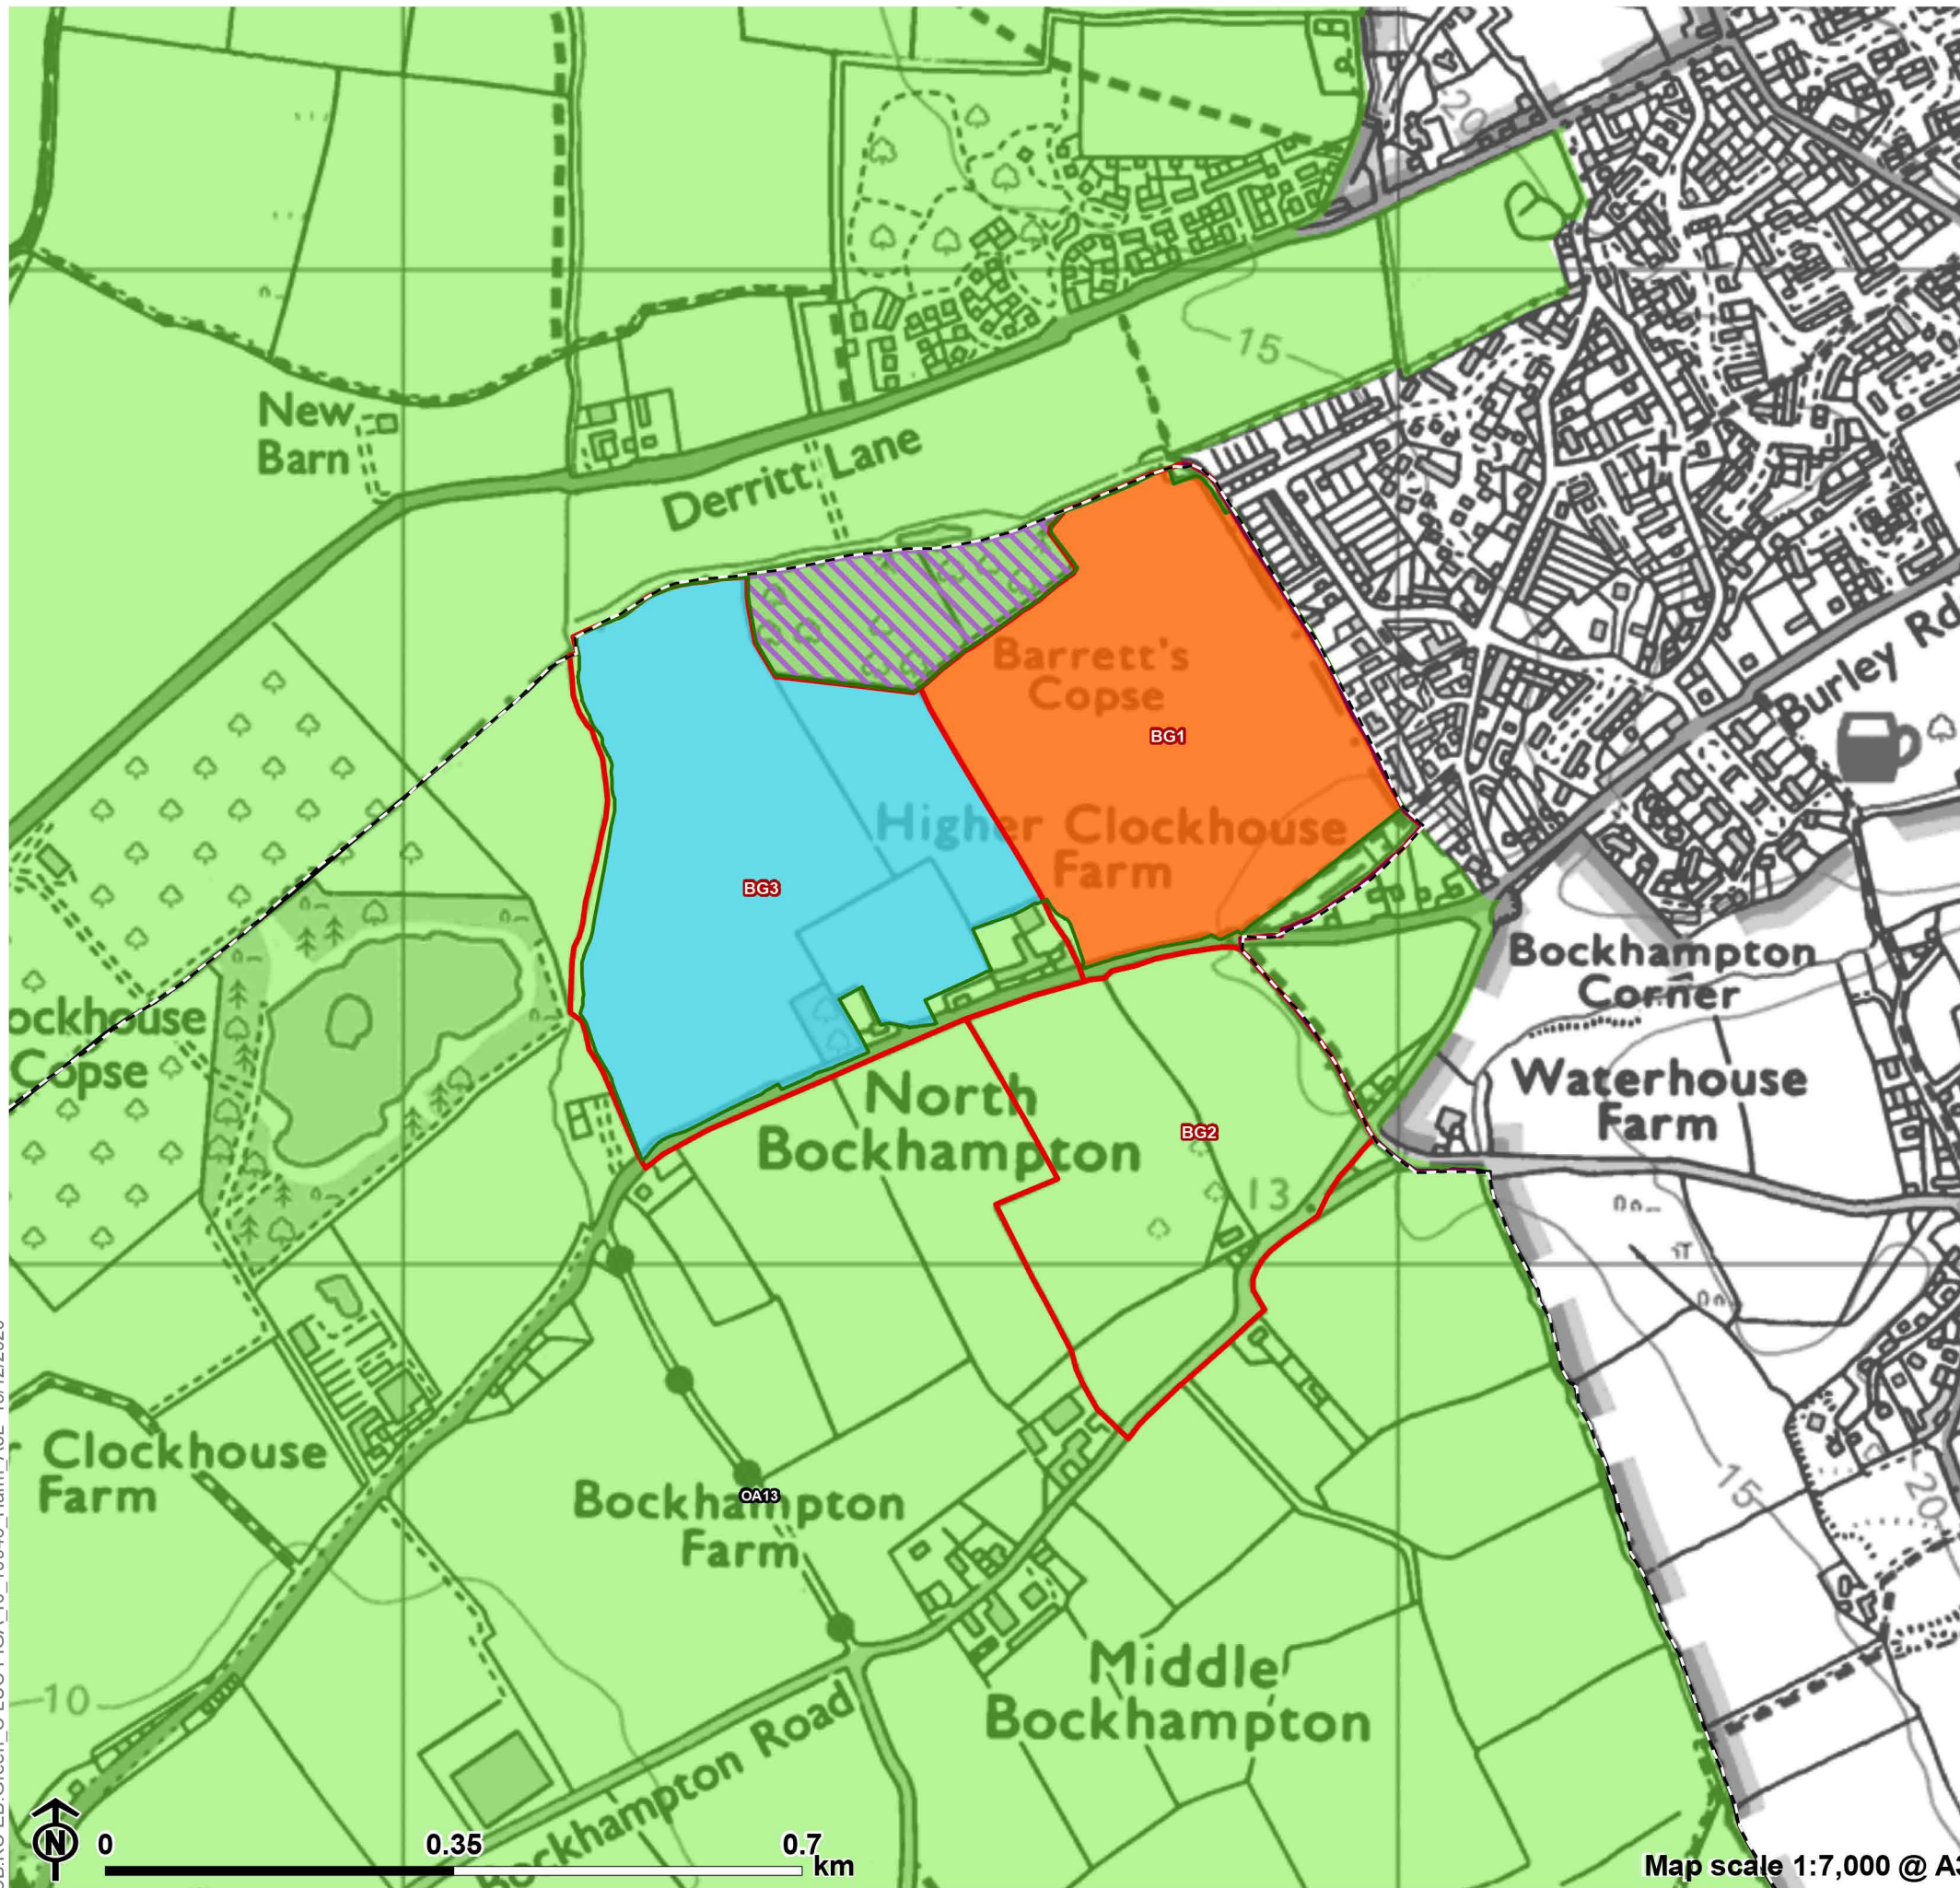 20
15
New
Barn
Derritt Lane
Barrett's
Copse
BG1
Burley Rd
Higher Clockhouse
Farm
BG3
Bockhampton
Corner
ockhouse
Copse
Waterhouse
Farm
North
Bockhampton
BG2
13
r Clockhouse
Farm
OA13
Bockhampton
Farm
15
20
Middle
Bockhampton
10
Bockhampton Road
N
0 0.35 0.7
km
Map scale 1:7,000 @ A3